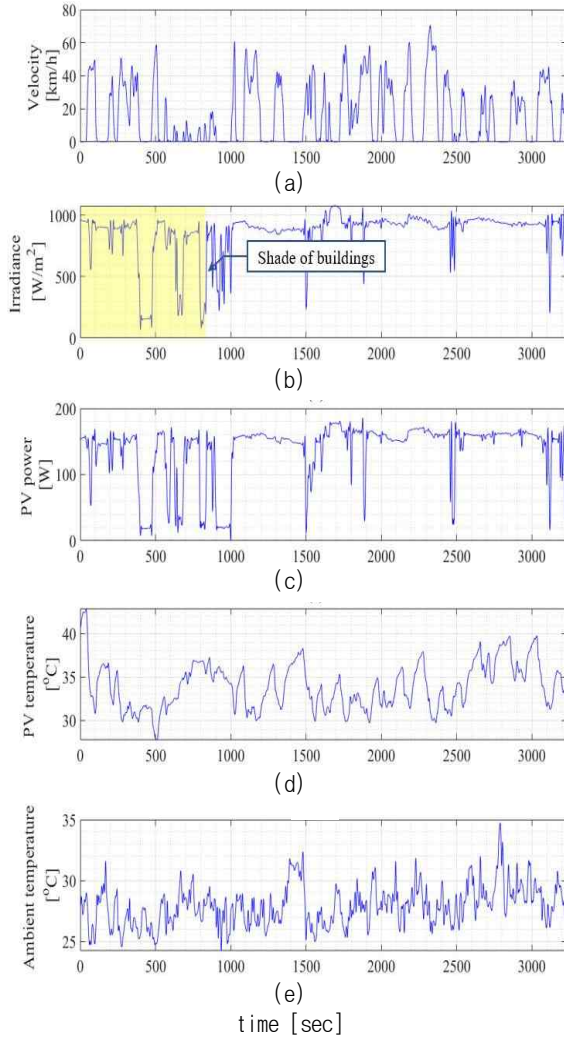 80
60
40
20
0
Velocity
[km/h]
0 500 1000 1500 2000 2500 3000
(a)
1000
500
0
Irradiance
[W/m²]
Shade of buildings
0 500 1000 1500 2000 2500 3000
(b)
200
100
0
PV power
[W]
0 500 1000 1500 2000 2500 3000
(c)
40
35
30
PV temperature
[°C]
0 500 1000 1500 2000 2500 3000
(d)
35
30
25
Ambient temperature
[°C]
0 500 1000 1500 2000 2500 3000
(e)
time [sec]